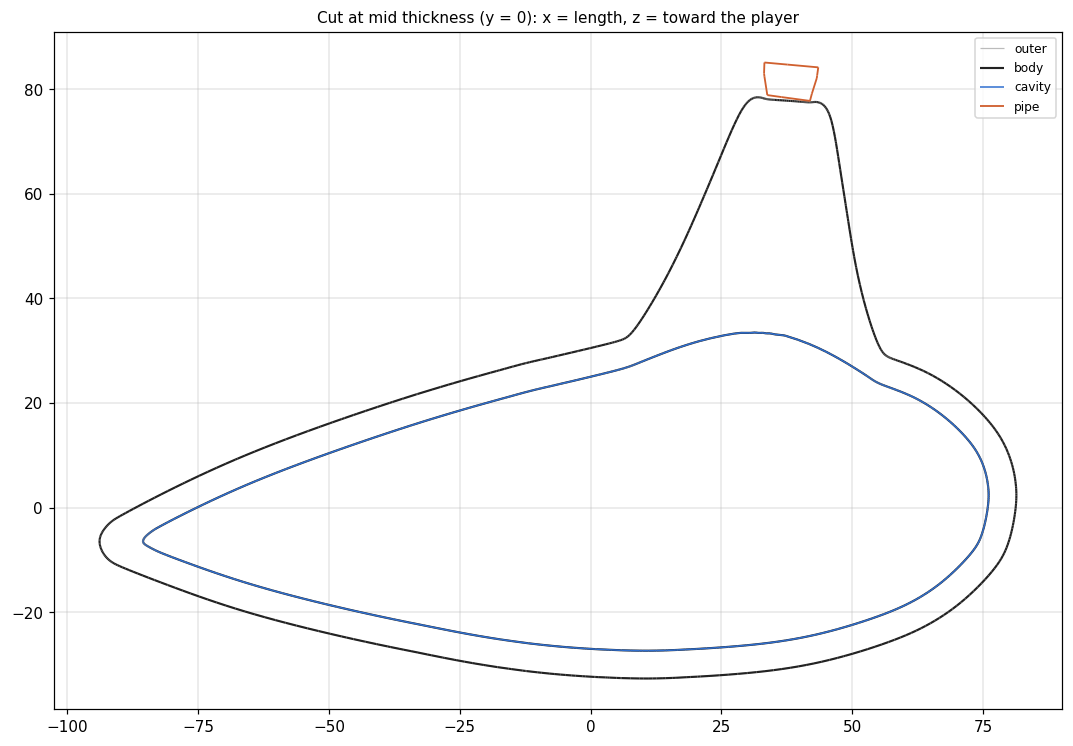 Cut at mid thickness (y = 0): x = length, z = toward the player
outer
body
cavity
pipe
80
60
40
20
0
−20
−100
−75
−50
−25
0
25
50
75